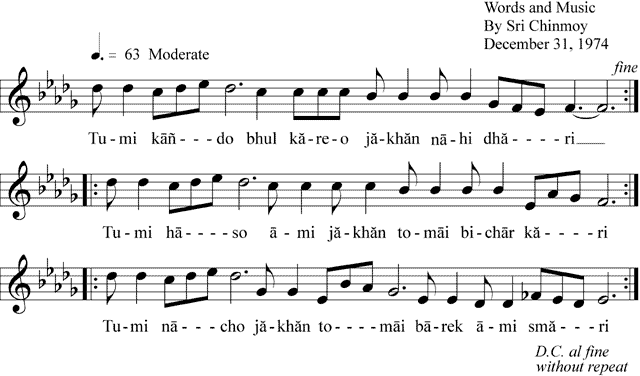 Words and Music
By Sri Chinmoy
December 31, 1974
= 63 Moderate
fine
Tu-mi kāñ---do bhul kă-re-o jă-khăn nā-hi dhă----ri
Tu-mi hā----so ā-mi jă-khăn to-māi bi-chār kă----ri
Tu-mi nā---cho jă-khăn to----māi bā-rek ā-mi smă---ri
D.C. al fine
without repeat